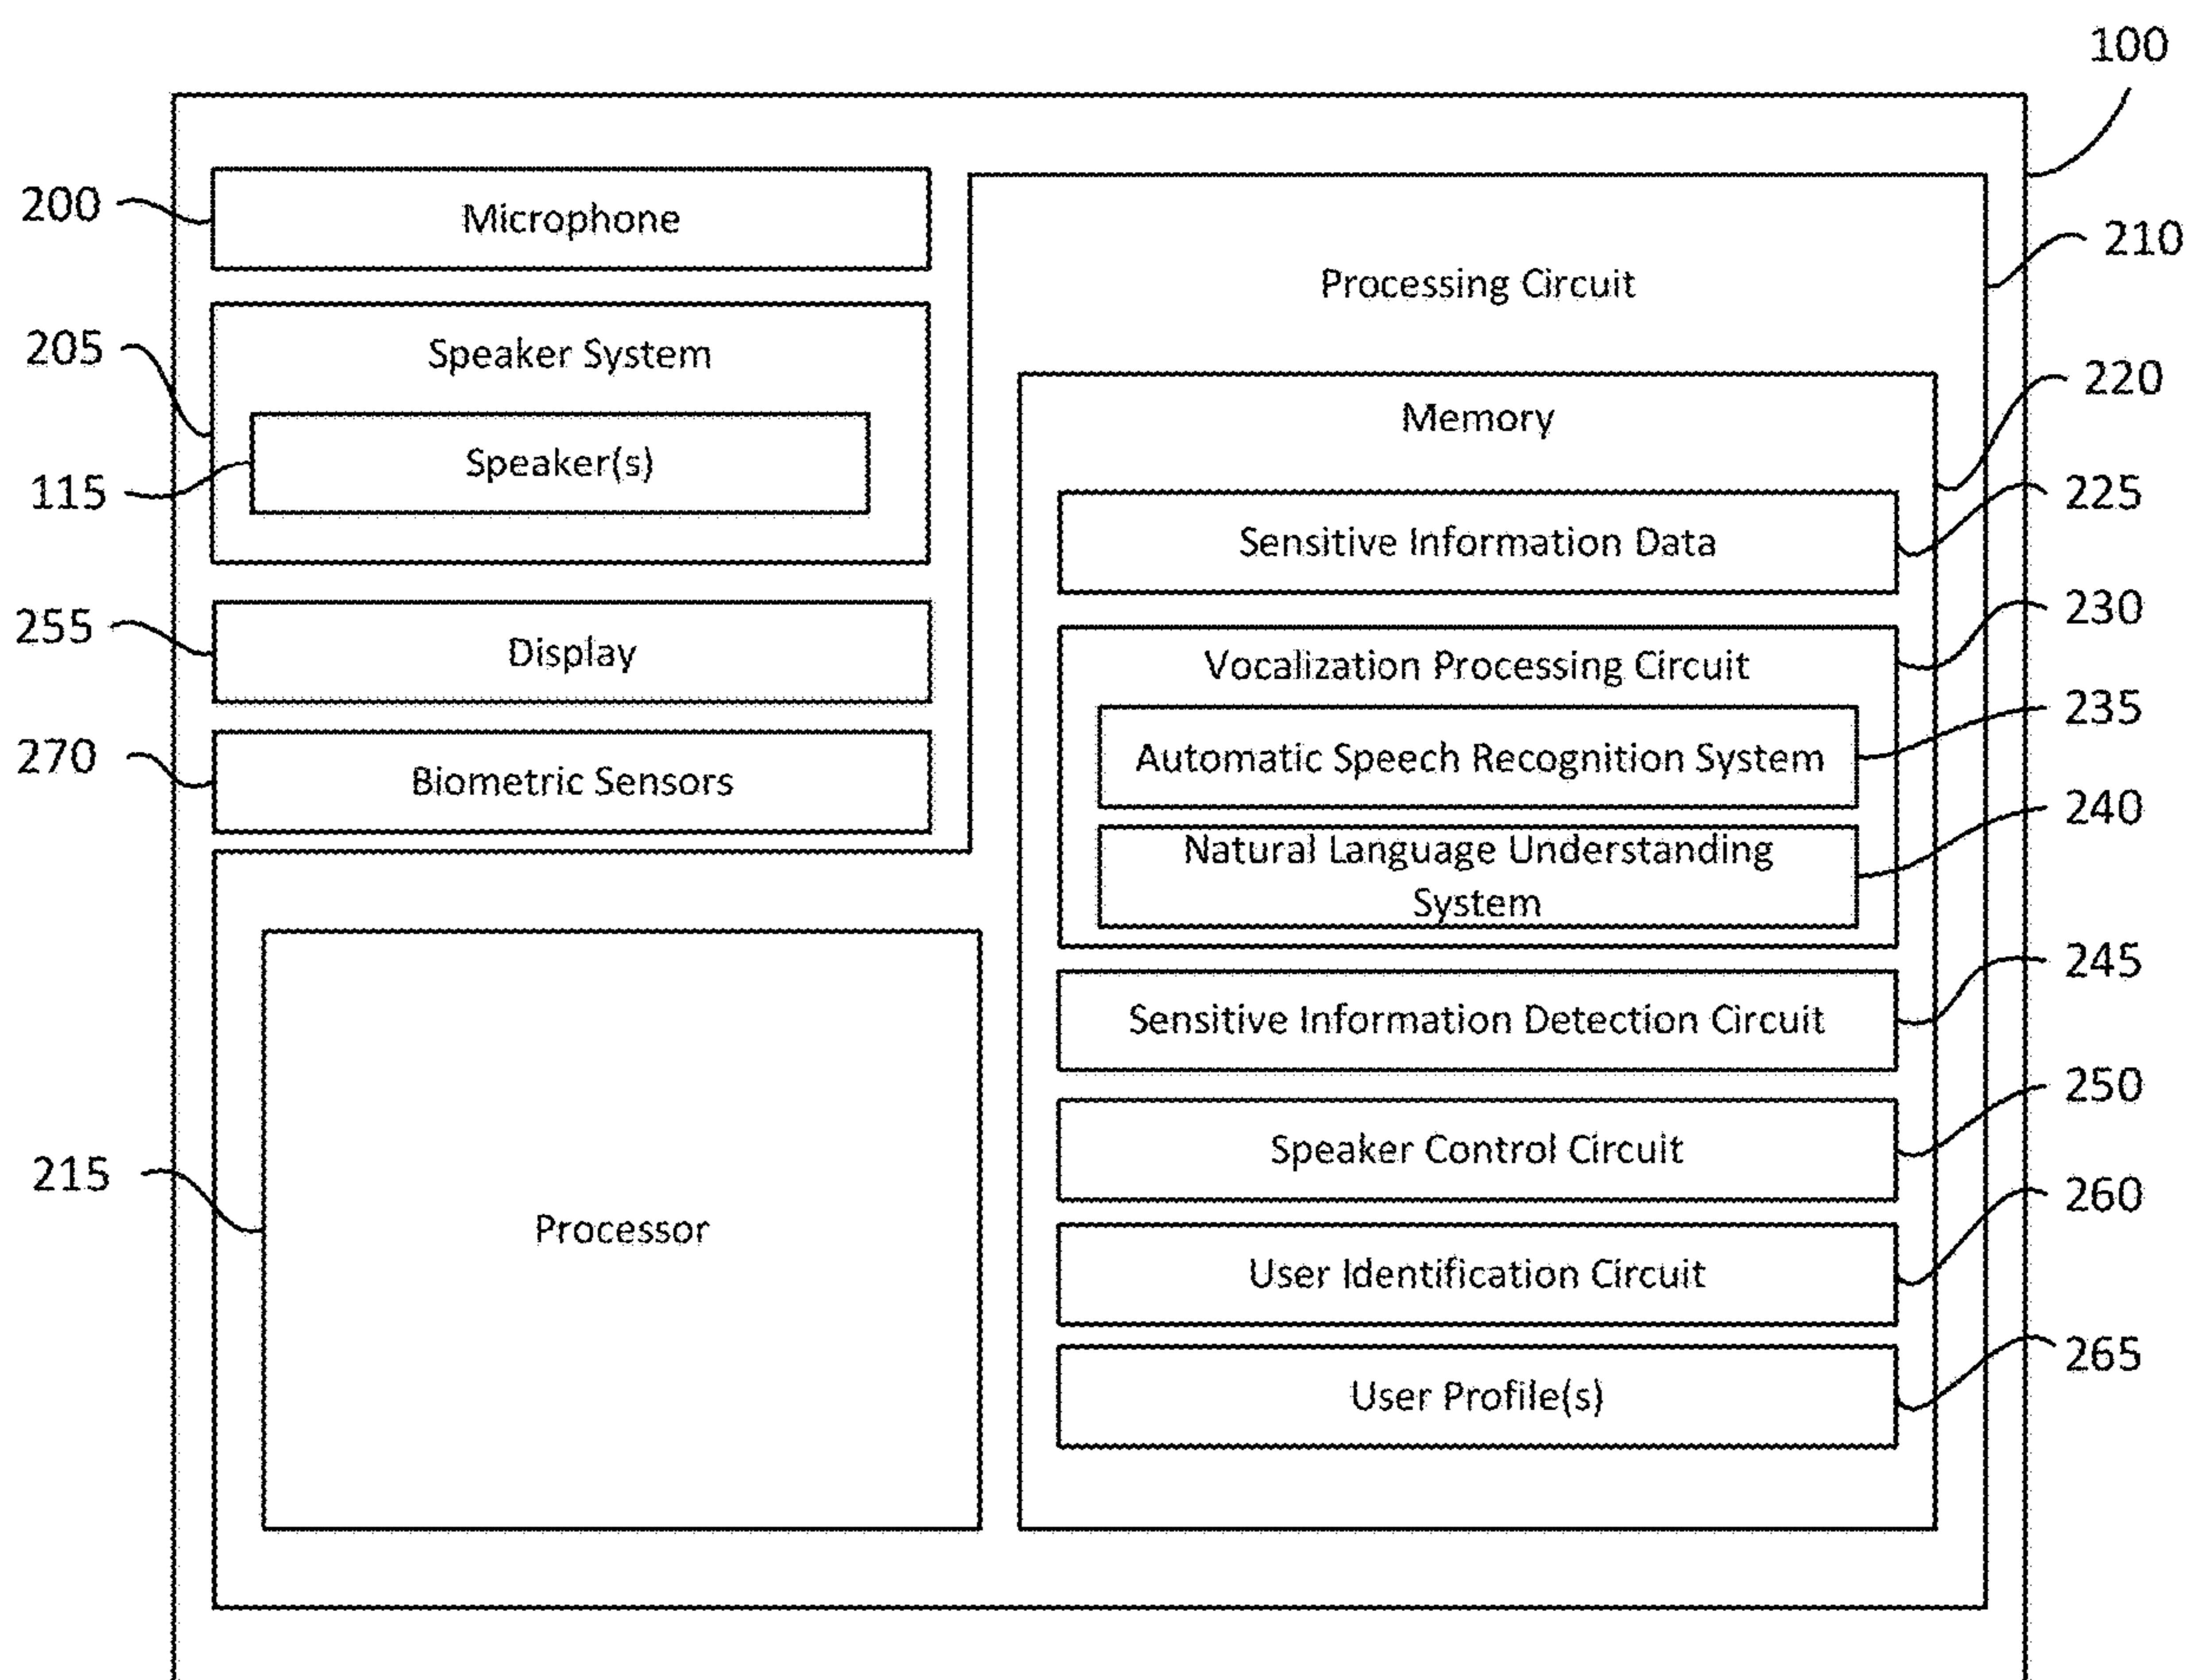 100
200
Microphone
210
Processing Circuit
205
Speaker System
220
Memory
115
Speaker(s)
225
Sensitive Information Data
230
Vocalization Processing Circuit
255
Display
235
Automatic Speech Recognition System
270
Biometric Sensors
240
Natural Language Understanding
System
245
Sensitive Information Detection Circuit
250
Speaker Control Circuit
215
Processor
260
User Identification Circuit
265
User Profile(s)